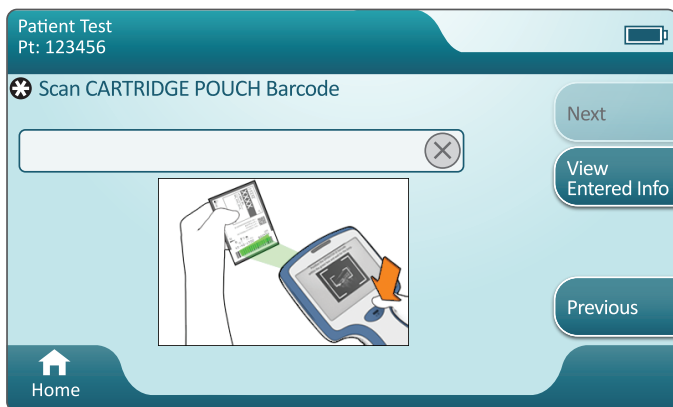 Patient Test
Pt: 123456
Scan CARTRIDGE POUCH Barcode
Next
View
Entered Info
Previous
Home